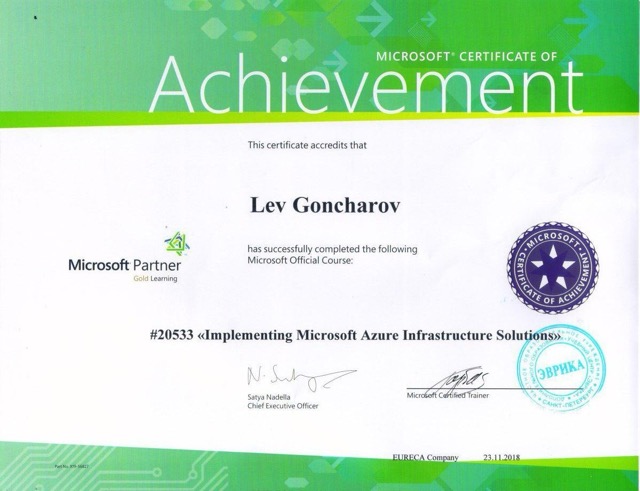 MICROSOFT® CERTIFICATE OF
Achievement
This certificate accredits that
Lev Goncharov
has successfully completed the following
Microsoft Official Course:
Microsoft Partner
Gold Learning
MICROSOFT · CERTIFICATE OF ACHIEVEMENT
#20533 «Implementing Microsoft Azure Infrastructure Solutions»
ЭВРИКА
САНКТ-ПЕТЕРБУРГ
Satya Nadella
Chief Executive Officer
Microsoft Certified Trainer
EURECA Company 23.11.2018
Part No.